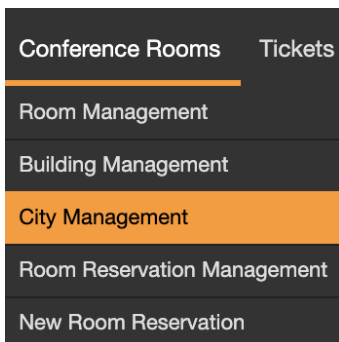 Conference Rooms Tickets
Room Management
Building Management
City Management
Room Reservation Management
New Room Reservation